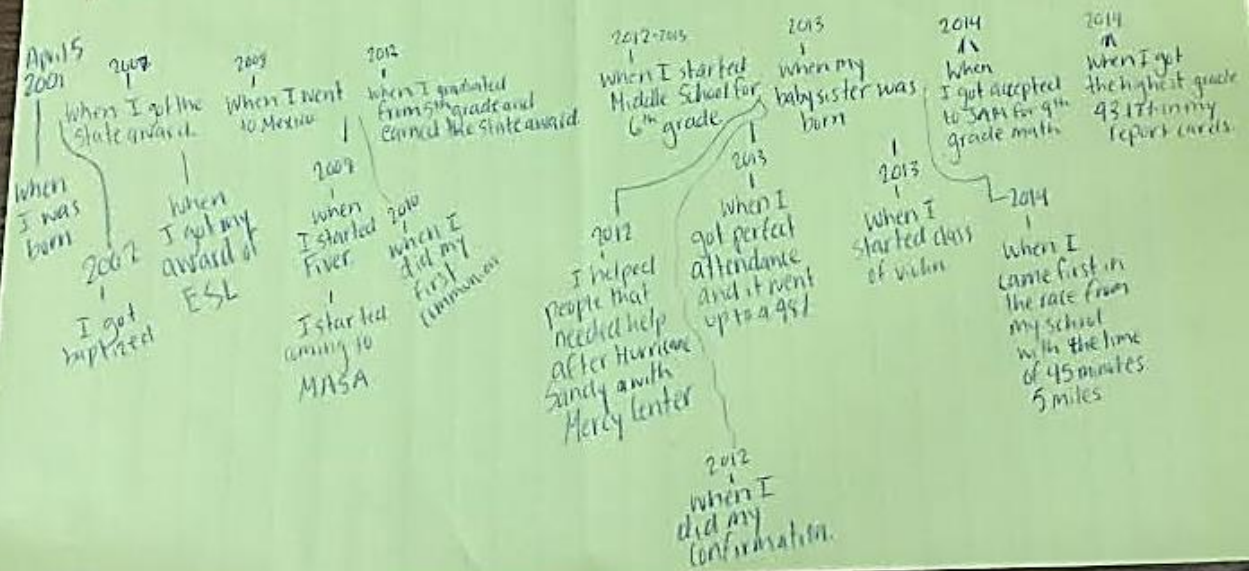 April 5
2001
when
I was
born
2002
I got
baptized
2007
when I got the
state award.
when
I got my
award of
ESL
2009
when I went
to Mexico
2009
when
I started
Fiver.
I started
coming to
MASA
2010
when I
did my
first
communion
2012
when I graduated
from 5th grade and
earned the state award
2012-2013
when I started
Middle School for
6th grade
2012
I helped
people that
needed help
after Hurricane
Sandy with
Mercy Center
2012
when I
did my
confirmation.
2013
when my
baby sister was
born
2013
when I
got perfect
attendance
and it went
up to a 98%
2013
when I
started class
of violin
2014
when
I got accepted
to JAM for 9th
grade math
2014
when I
came first in
the race from
my school
with the time
of 45 minutes
5 miles
2014
when I got
the highest grade
in my
report cards.